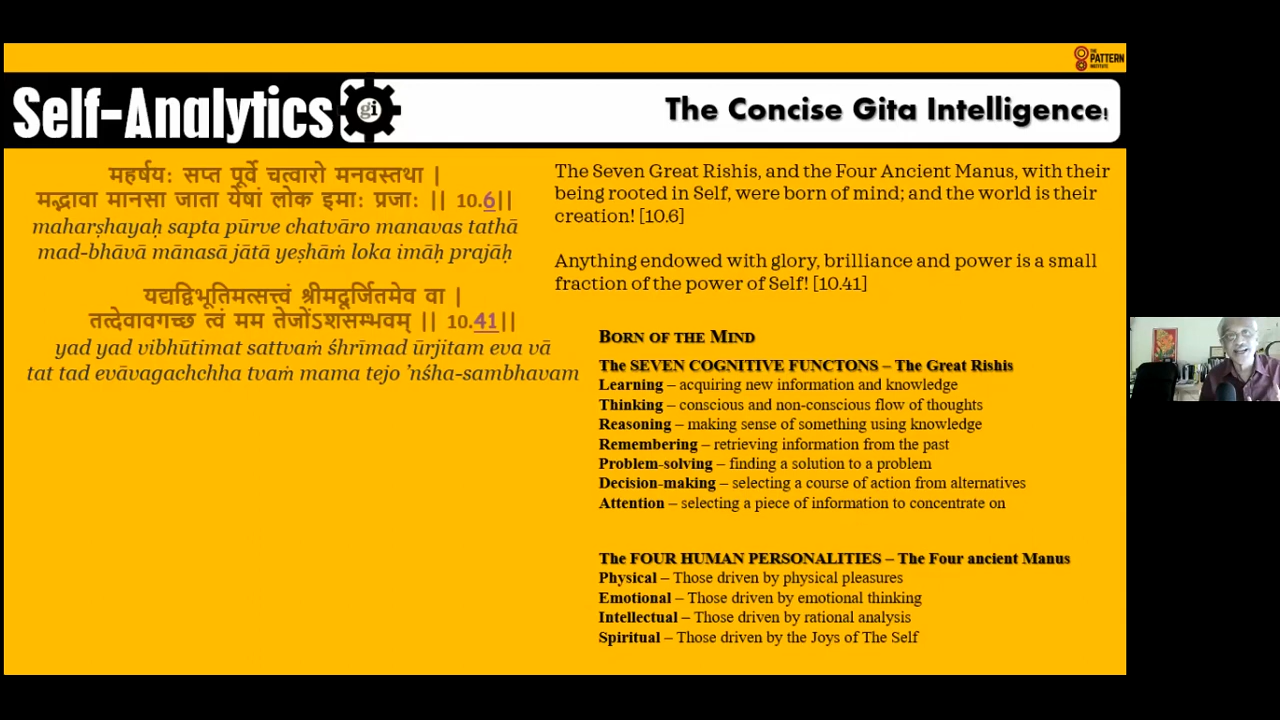 THE
PATTERN
INSTITUTE
Self-Analytics
gi
The Concise Gita Intelligence!
महर्षयः सप्त पूर्वे चत्वारो मनवस्तथा |
मद्भावा मानसा जाता येषां लोक इमाः प्रजाः || 10.6||
maharṣhayaḥ sapta pūrve chatvāro manavas tathā
mad-bhāvā mānasā jātā yeṣhāṁ loka imāḥ prajāḥ
यद्यद्विभूतिमत्सत्त्वं श्रीमदूर्जितमेव वा |
तत्देवावगच्छ त्वं मम तेजोंऽशसम्भवम् || 10.41||
yad yad vibhūtimat sattvaṁ śhrīmad ūrjitam eva vā
tat tad evāvagachchha tvaṁ mama tejo ’nśha-sambhavam
The Seven Great Rishis, and the Four Ancient Manus, with their
being rooted in Self, were born of mind; and the world is their
creation! [10.6]
Anything endowed with glory, brilliance and power is a small
fraction of the power of Self! [10.41]
BORN OF THE MIND
The SEVEN COGNITIVE FUNCTONS – The Great Rishis
Learning – acquiring new information and knowledge
Thinking – conscious and non-conscious flow of thoughts
Reasoning – making sense of something using knowledge
Remembering – retrieving information from the past
Problem-solving – finding a solution to a problem
Decision-making – selecting a course of action from alternatives
Attention – selecting a piece of information to concentrate on
The FOUR HUMAN PERSONALITIES – The Four ancient Manus
Physical – Those driven by physical pleasures
Emotional – Those driven by emotional thinking
Intellectual – Those driven by rational analysis
Spiritual – Those driven by the Joys of The Self